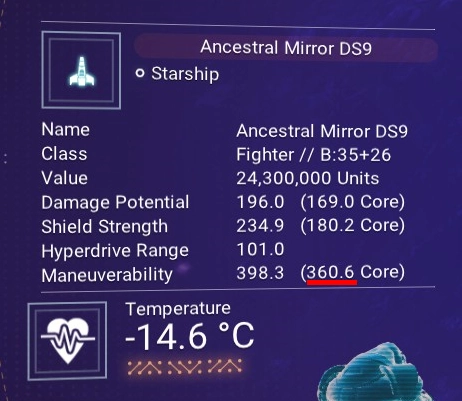 Ancestral Mirror DS9
Starship
Name Ancestral Mirror DS9
Class Fighter // B:35+26
Value 24,300,000 Units
Damage Potential 196.0 (169.0 Core)
Shield Strength 234.9 (180.2 Core)
Hyperdrive Range 101.0
Maneuverability 398.3 (360.6 Core)
Temperature
-14.6 °C